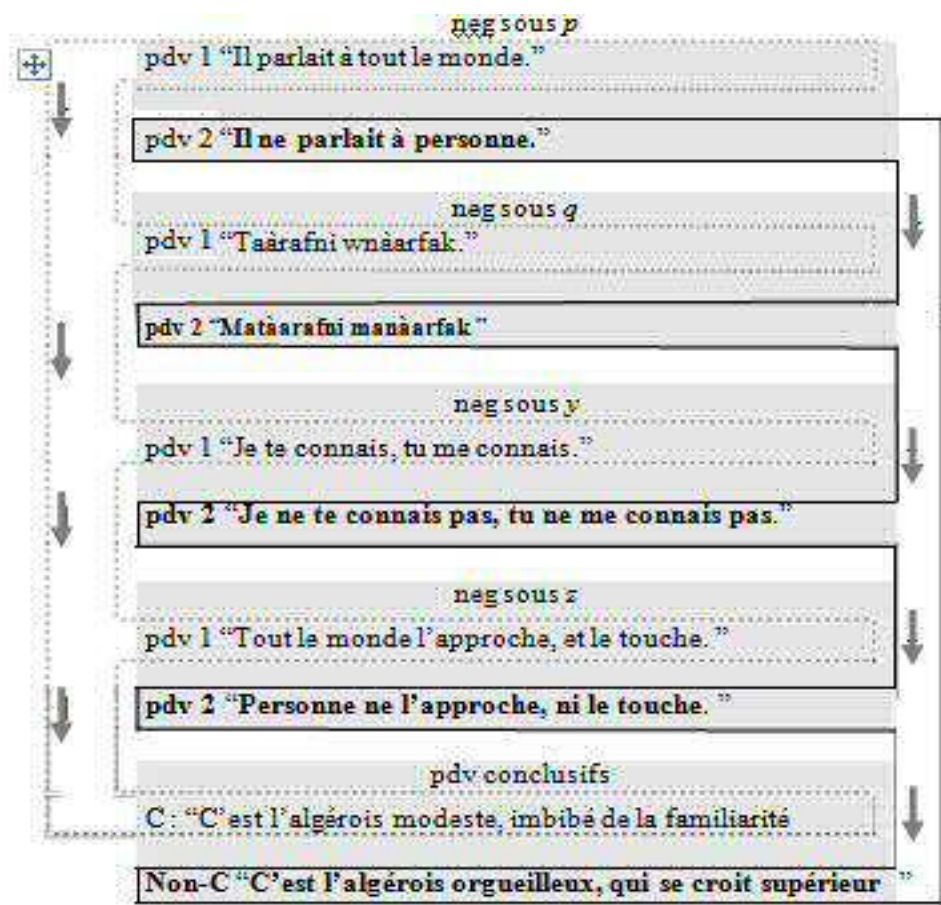 neg sous p
pdv 1 “Il parlait à tout le monde.”
pdv 2 “Il ne parlait à personne.”
neg sous q
pdv 1 “Taàrafni wnàarfak.”
pdv 2 “Matàarafni manàarfak”
neg sous y
pdv 1 “Je te connais, tu me connais.”
pdv 2 “Je ne te connais pas, tu ne me connais pas.”
neg sous z
pdv 1 “Tout le monde l’approche, et le touche. ”
pdv 2 “Personne ne l’approche, ni le touche. ”
pdv conclusifs
C : “C’est l’algérois modeste, imbibé de la familiarité
Non-C “C’est l’algérois orgueilleux, qui se croit supérieur ”